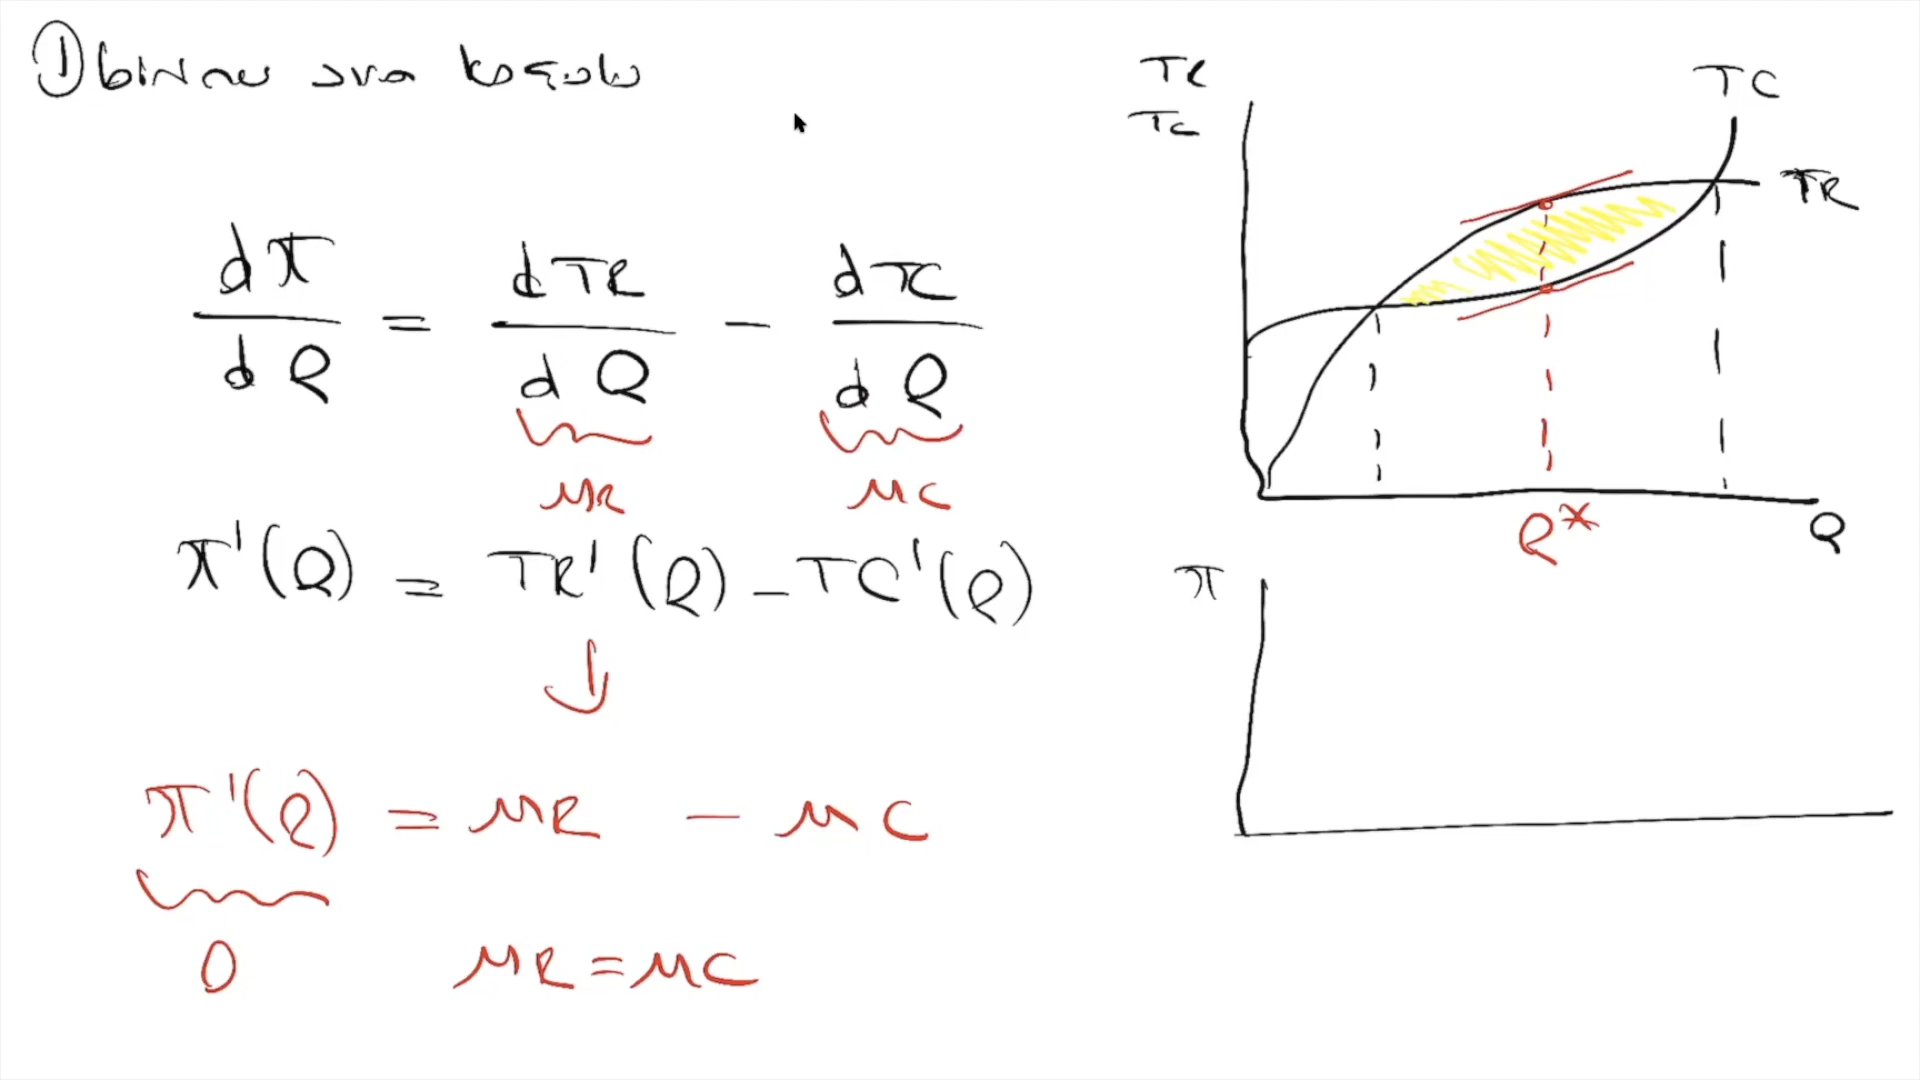 ①
dπ/dQ = dTR/dQ - dTC/dQ
MR MC
π'(Q) = TR'(Q) - TC'(Q)
π'(Q) = MR - MC
0 MR = MC
TR
TC
TC
TR
Q*
Q
π